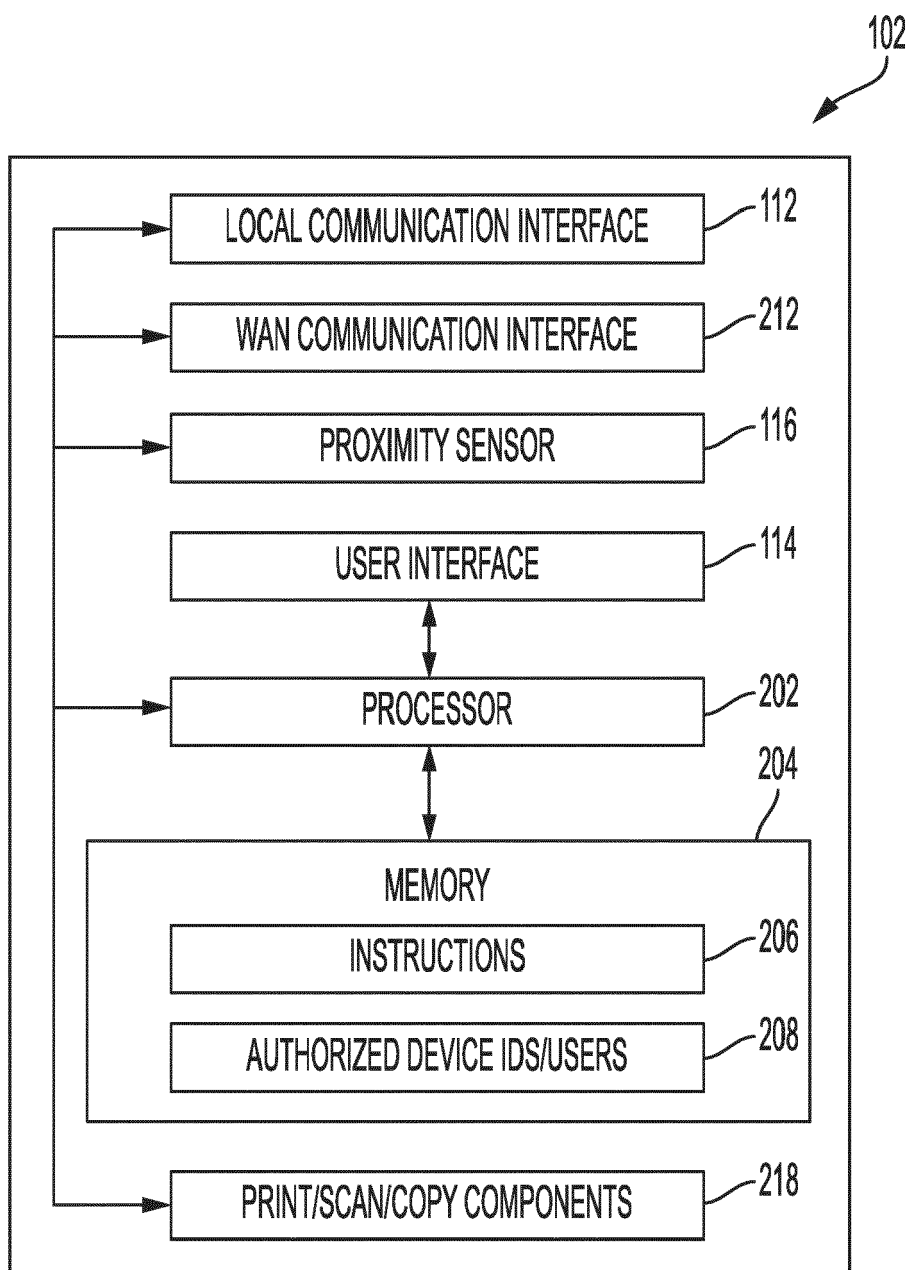 102
LOCAL COMMUNICATION INTERFACE 112
WAN COMMUNICATION INTERFACE 212
PROXIMITY SENSOR 116
USER INTERFACE 114
PROCESSOR 202
204
MEMORY
INSTRUCTIONS 206
AUTHORIZED DEVICE IDS/USERS 208
PRINT/SCAN/COPY COMPONENTS 218